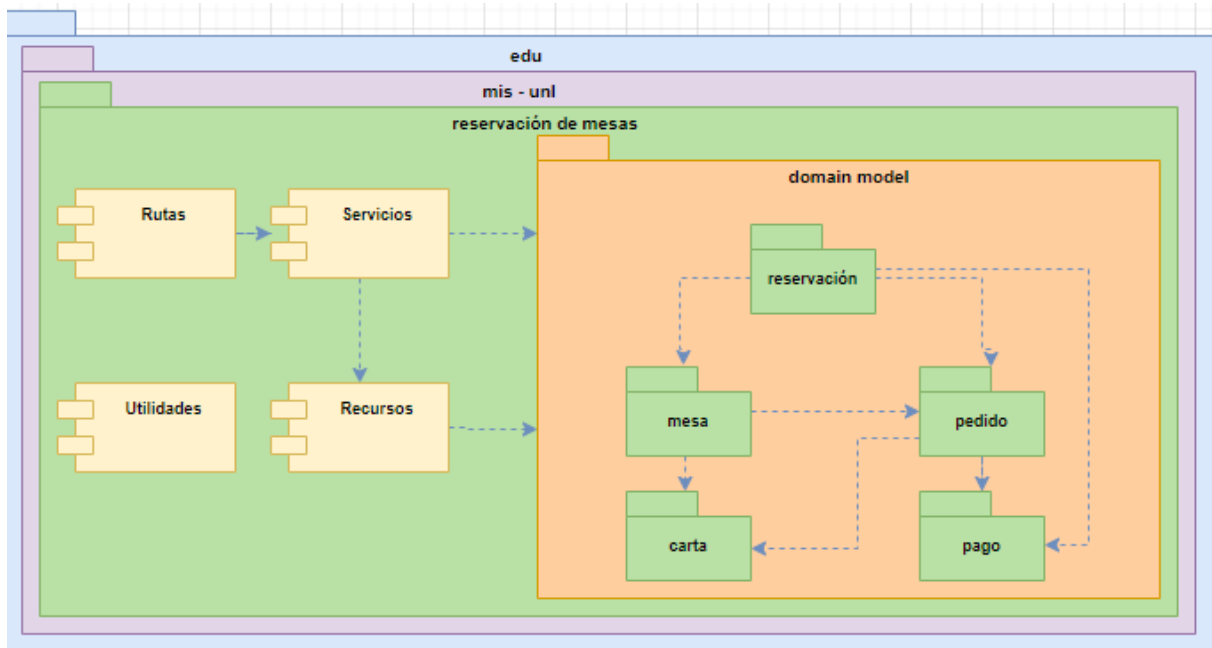 edu
mis - unl
reservación de mesas
domain model
Rutas
Servicios
reservación
Utilidades
Recursos
mesa
pedido
carta
pago